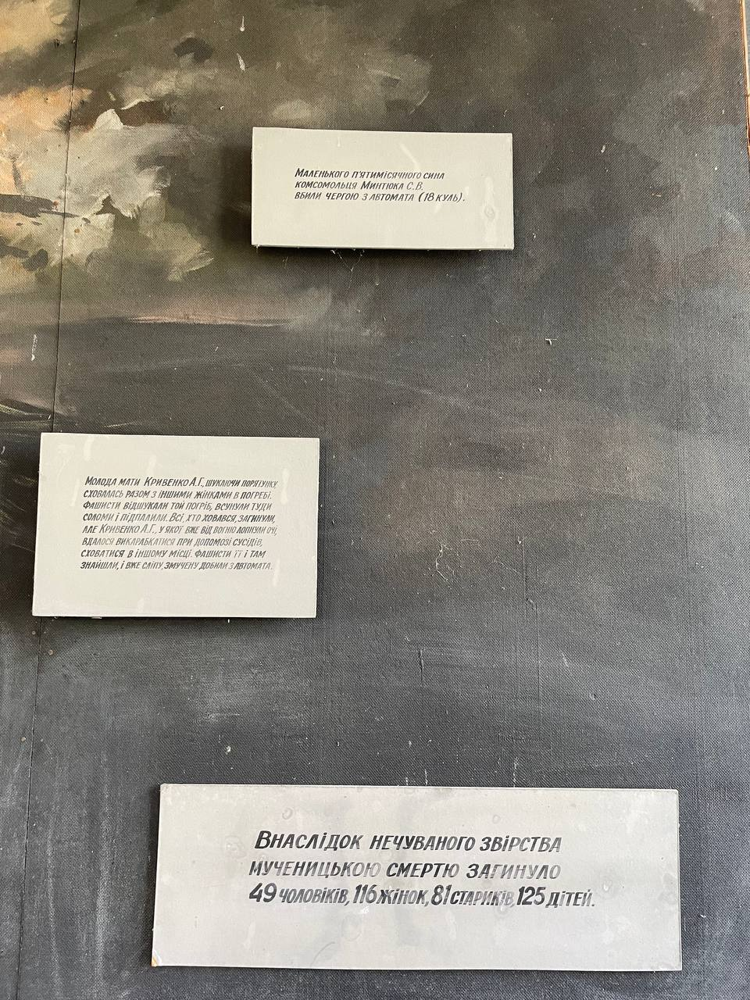 Маленького п'ятимісячного сина
комсомольця Минтюка С.В.
вбили чергою з автомата (18 куль).
Молода мати Кривенко А.Г., шукаючи порятунку,
сховалась разом з іншими жінками в погребі.
Фашисти відшукали той погріб, всунули туди
соломи і підпалили. Всі, хто ховався, загинули,
але Кривенко А.Г., у якої вже від вогню лопнули очі,
вдалося викарабкатися при допомозі сусідів,
сховатися в іншому місці. Фашисти її і там
знайшли, і вже сліпу, змучену добили з автомата.
Внаслідок нечуваного звірства
мученицькою смертю загинуло
49 чоловіків, 116 жінок, 81 стариків, 125 дітей.